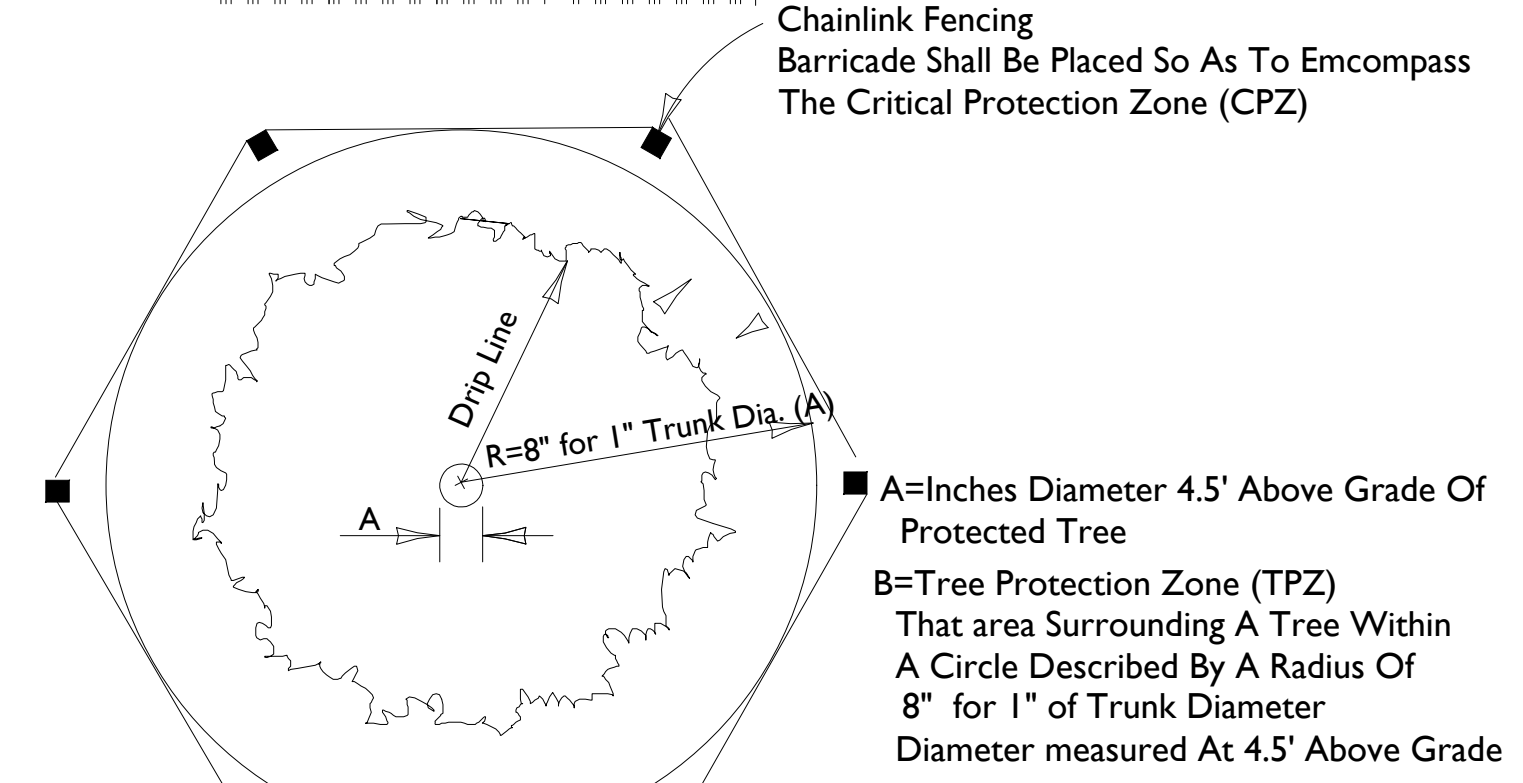 Chainlink Fencing
Barricade Shall Be Placed So As To Emcompass
The Critical Protection Zone (CPZ)
Drip Line
R=8" for 1" Trunk Dia. (A)
A
A=Inches Diameter 4.5' Above Grade Of
Protected Tree
B=Tree Protection Zone (TPZ)
That area Surrounding A Tree Within
A Circle Described By A Radius Of
8" for 1" of Trunk Diameter
Diameter measured At 4.5' Above Grade